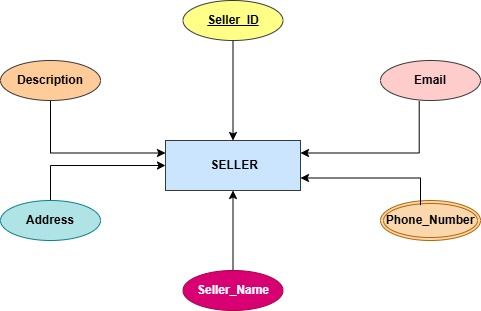 Seller_ID
Description
Email
SELLER
Address
Phone_Number
Seller_Name